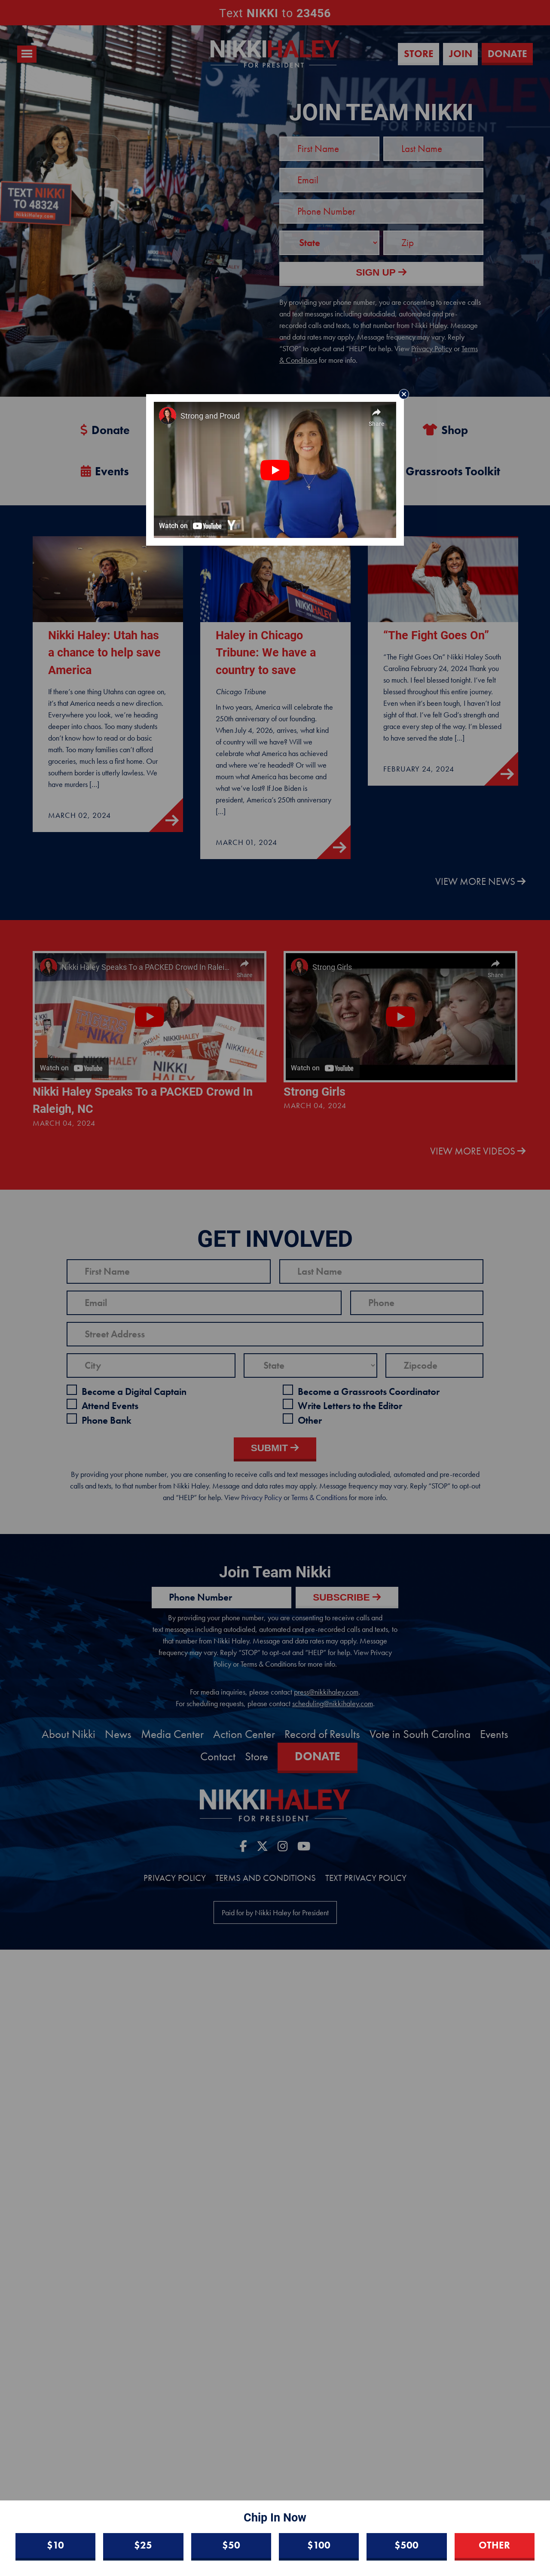 Text NIKKI to 23456
NIKKIHALEY
FOR PRESIDENT
STORE
JOIN
DONATE
JOIN TEAM NIKKI
First Name
Last Name
Email
Phone Number
State
Zip
SIGN UP
TEXT NIKKI
TO 48324
NikkiHaley.com
By providing your phone number, you are consenting to receive calls
and text messages including autodialed, automated and pre-
recorded calls and texts, to that number from Nikki Haley. Message
and data rates may apply. Message frequency may vary. Reply
“STOP” to opt-out and “HELP” for help. View Privacy Policy or Terms
& Conditions for more info.
Donate
Shop
Events
Grassroots Toolkit
Strong and Proud
Share
Watch on YouTube
Nikki Haley: Utah has
a chance to help save
America
If there’s one thing Utahns can agree on,
it’s that America needs a new direction.
Everywhere you look, we’re heading
deeper into chaos. Too many students
don’t know how to read or do basic
math. Too many families can’t afford
groceries, much less a first home. Our
southern border is utterly lawless. We
have murders […]
MARCH 02, 2024
Haley in Chicago
Tribune: We have a
country to save
Chicago Tribune
In two years, America will celebrate the
250th anniversary of our founding.
When July 4, 2026, arrives, what kind
of country will we have? Will we
celebrate what America has achieved
and where we’re headed? Or will we
mourn what America has become and
what we’ve lost? If Joe Biden is
president, America’s 250th anniversary
[…]
MARCH 01, 2024
“The Fight Goes On”
“The Fight Goes On” Nikki Haley South
Carolina February 24, 2024 Thank you
so much. I feel blessed tonight. I’ve felt
blessed throughout this entire journey.
Even when it’s been tough, I haven’t lost
sight of that. I’ve felt God’s strength and
grace every step of the way. I’m blessed
to have served the state […]
FEBRUARY 24, 2024
VIEW MORE NEWS
Nikki Haley Speaks To a PACKED Crowd In Ralei...
Share
Watch on YouTube
Strong Girls
Share
Watch on YouTube
Nikki Haley Speaks To a PACKED Crowd In
Raleigh, NC
MARCH 04, 2024
Strong Girls
MARCH 04, 2024
VIEW MORE VIDEOS
GET INVOLVED
First Name
Last Name
Email
Phone
Street Address
City
State
Zipcode
Become a Digital Captain
Become a Grassroots Coordinator
Attend Events
Write Letters to the Editor
Phone Bank
Other
SUBMIT
By providing your phone number, you are consenting to receive calls and text messages including autodialed, automated and pre-recorded
calls and texts, to that number from Nikki Haley. Message and data rates may apply. Message frequency may vary. Reply “STOP” to opt-out
and “HELP” for help. View Privacy Policy or Terms & Conditions for more info.
Join Team Nikki
Phone Number
SUBSCRIBE
By providing your phone number, you are consenting to receive calls and
text messages including autodialed, automated and pre-recorded calls and texts, to
that number from Nikki Haley. Message and data rates may apply. Message
frequency may vary. Reply “STOP” to opt-out and “HELP” for help. View Privacy
Policy or Terms & Conditions for more info.
For media inquiries, please contact press@nikkihaley.com.
For scheduling requests, please contact scheduling@nikkihaley.com.
About Nikki News Media Center Action Center Record of Results Vote in South Carolina Events
Contact Store DONATE
NIKKIHALEY
FOR PRESIDENT
PRIVACY POLICY TERMS AND CONDITIONS TEXT PRIVACY POLICY
Paid for by Nikki Haley for President
Chip In Now
$10
$25
$50
$100
$500
OTHER